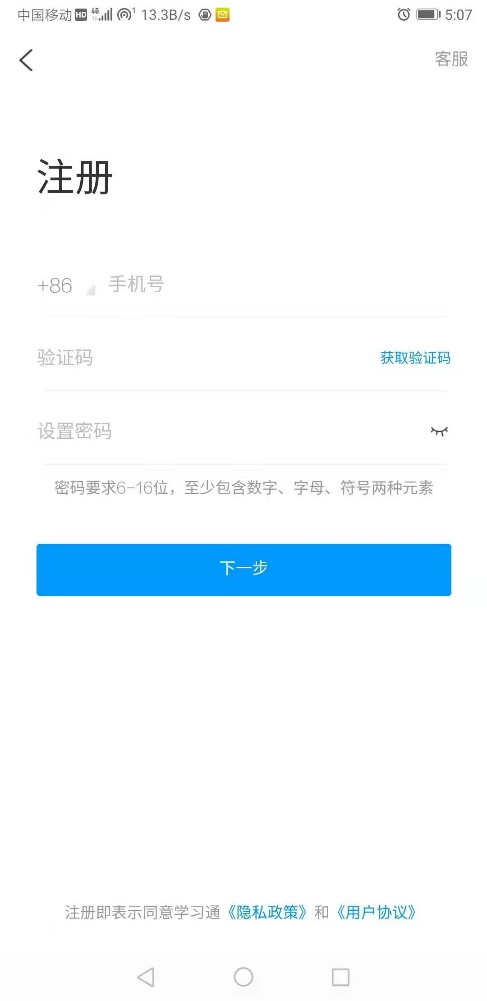 中国移动 HD 4G 1 13.3B/s 5:07
客服
注册
+86 手机号
验证码 获取验证码
设置密码
密码要求6-16位，至少包含数字、字母、符号两种元素
下一步
注册即表示同意学习通《隐私政策》和《用户协议》